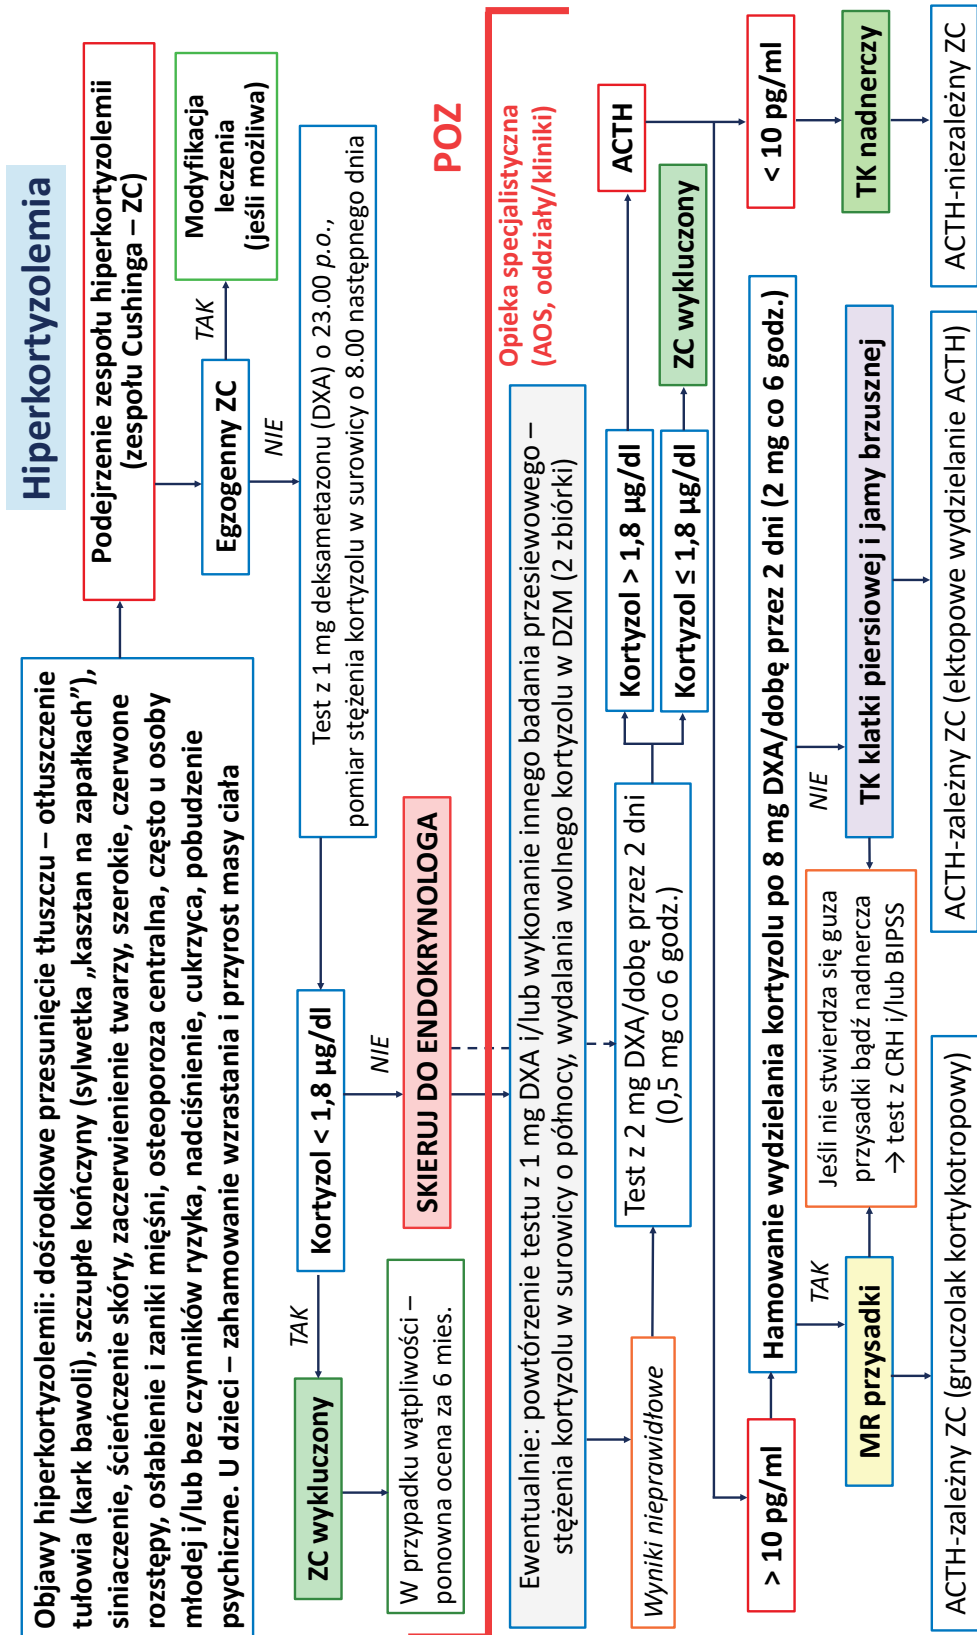 Hiperkortyzolemia
Objawy hiperkortyzolemii: dośrodkowe przesunięcie tłuszczu – otłuszczenie
tułowia (kark bawoli), szczupłe kończyny (sylwetka „kasztan na zapałkach”),
siniaczenie, ścieńczenie skóry, zaczerwienienie twarzy, szerokie, czerwone
rozstępy, osłabienie i zaniki mięśni, osteoporoza centralna, często u osoby
młodej i/lub bez czynników ryzyka, nadciśnienie, cukrzyca, pobudzenie
psychiczne. U dzieci – zahamowanie wzrastania i przyrost masy ciała
Podejrzenie zespołu hiperkortyzolemii
(zespołu Cushinga – ZC)
Egzogenny ZC
TAK
Modyfikacja
leczenia
(jeśli możliwa)
NIE
Test z 1 mg deksametazonu (DXA) o 23.00 p.o.,
pomiar stężenia kortyzolu w surowicy o 8.00 następnego dnia
Kortyzol < 1,8 µg/dl
TAK
ZC wykluczony
W przypadku wątpliwości –
ponowna ocena za 6 mies.
NIE
SKIERUJ DO ENDOKRYNOLOGA
POZ
Opieka specjalistyczna
(AOS, oddziały/kliniki)
Ewentualnie: powtórzenie testu z 1 mg DXA i/lub wykonanie innego badania przesiewowego –
stężenia kortyzolu w surowicy o północy, wydalania wolnego kortyzolu w DZM (2 zbiórki)
Wyniki nieprawidłowe
Test z 2 mg DXA/dobę przez 2 dni
(0,5 mg co 6 godz.)
Kortyzol > 1,8 µg/dl
Kortyzol ≤ 1,8 µg/dl
ACTH
ZC wykluczony
> 10 pg/ml
< 10 pg/ml
Hamowanie wydzielania kortyzolu po 8 mg DXA/dobę przez 2 dni (2 mg co 6 godz.)
TAK
NIE
MR przysadki
Jeśli nie stwierdza się guza
przysadki bądź nadnercza
→ test z CRH i/lub BIPSS
TK klatki piersiowej i jamy brzusznej
TK nadnerczy
ACTH-zależny ZC (gruczolak kortykotropowy)
ACTH-zależny ZC (ektopowe wydzielanie ACTH)
ACTH-niezależny ZC